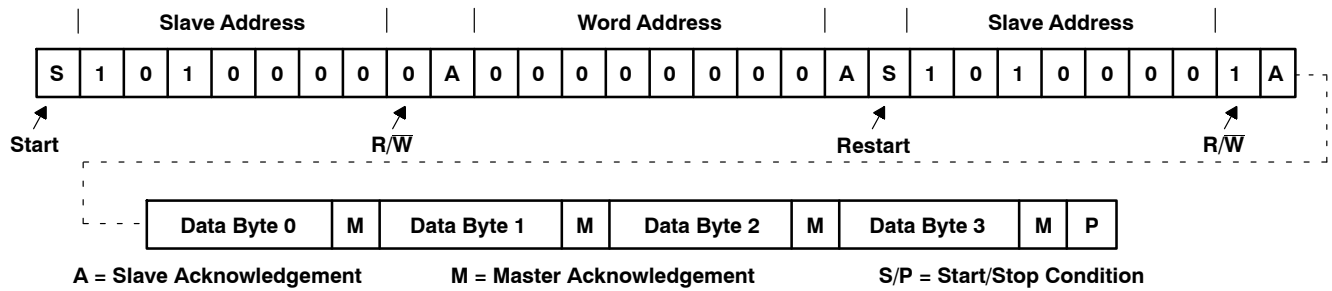 Slave Address Word Address Slave Address
S 1 0 1 0 0 0 0 0 A 0 0 0 0 0 0 0 0 A S 1 0 1 0 0 0 0 1 A
Start R/W̅ Restart R/W̅
Data Byte 0 M Data Byte 1 M Data Byte 2 M Data Byte 3 M P
A = Slave Acknowledgement M = Master Acknowledgement S/P = Start/Stop Condition